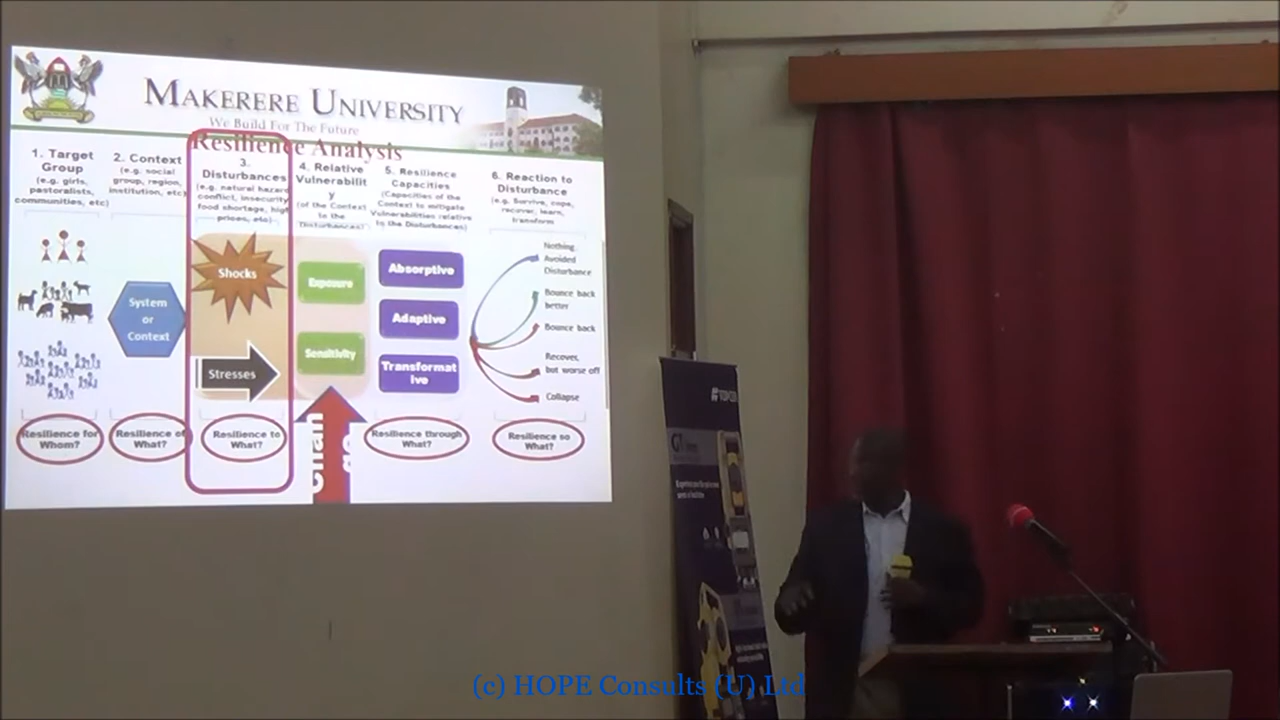 MAKERERE UNIVERSITY
We Build For The Future
Resilience Analysis
1. Target
Group
(e.g. girls,
pastoralists,
communities, etc)
2. Context
(e.g. social
group, region,
institution, etc)
3.
Disturbances
(e.g. natural hazard
conflict, insecurity
food shortage, high
prices, etc)
4. Relative
Vulnerabilit
y
(of the Context
to the
Disturbances)
5. Resilience
Capacities
(Capacities of the
Context to mitigate
Vulnerabilities relative
to the Disturbances)
6. Reaction to
Disturbance
(e.g. Survive, cope,
recover, learn,
transform
System
or
Context
Shocks
Stresses
Exposure
Sensitivity
Absorptive
Adaptive
Transformat
ive
Nothing,
Avoided
Disturbance
Bounce back
better
Bounce back
Recover,
but worse off
Collapse
Resilience for
Whom?
Resilience of
What?
Resilience to
What?
Chan
ge
Resilience through
What?
Resilience so
What?
(c) HOPE Consults (U) Ltd